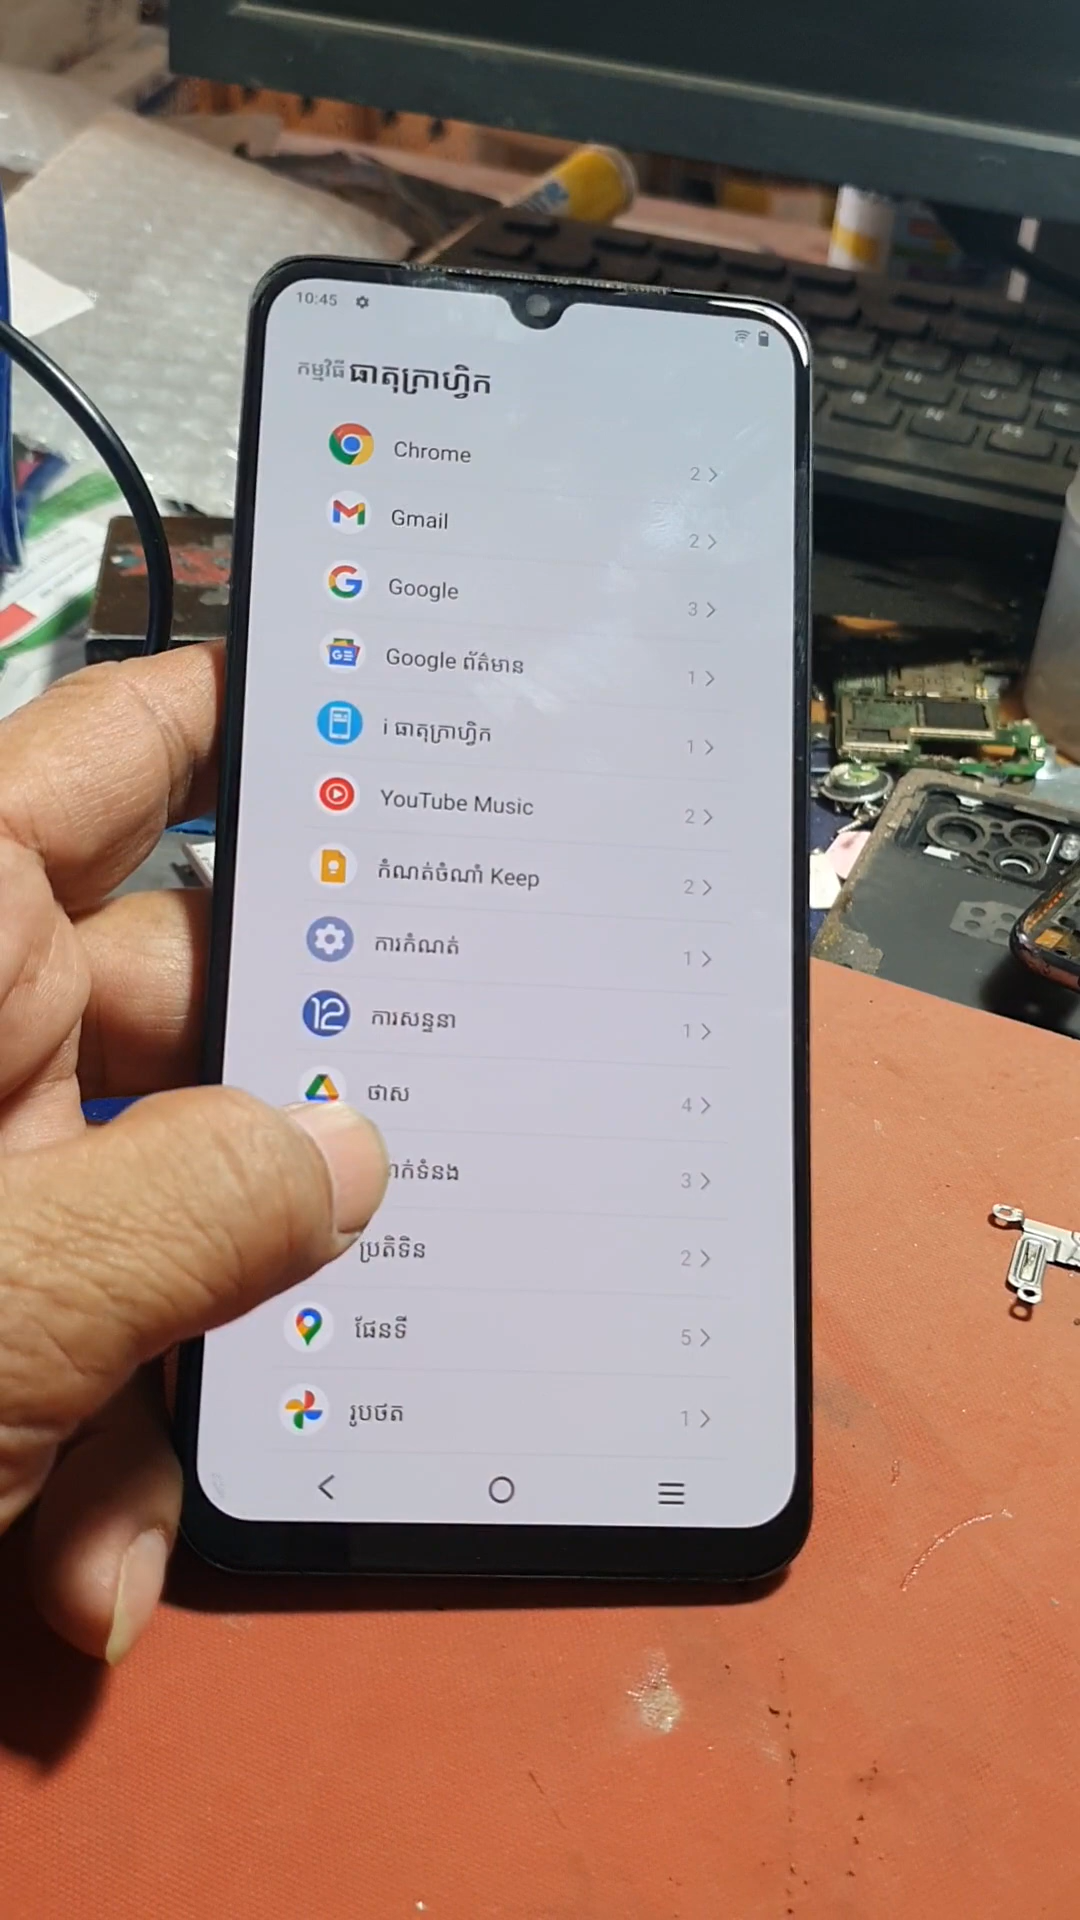 10:45
កម្មវិធី ធាតុក្រាហ្វិក
Chrome
2
Gmail
2
Google
3
Google ព័ត៌មាន
1
i ធាតុក្រាហ្វិក
1
YouTube Music
2
កំណត់ចំណាំ Keep
2
ការកំណត់
1
12
ការសន្ទនា
1
ថាស
4
3
ប្រតិទិន
2
ផែនទី
5
រូបថត
1